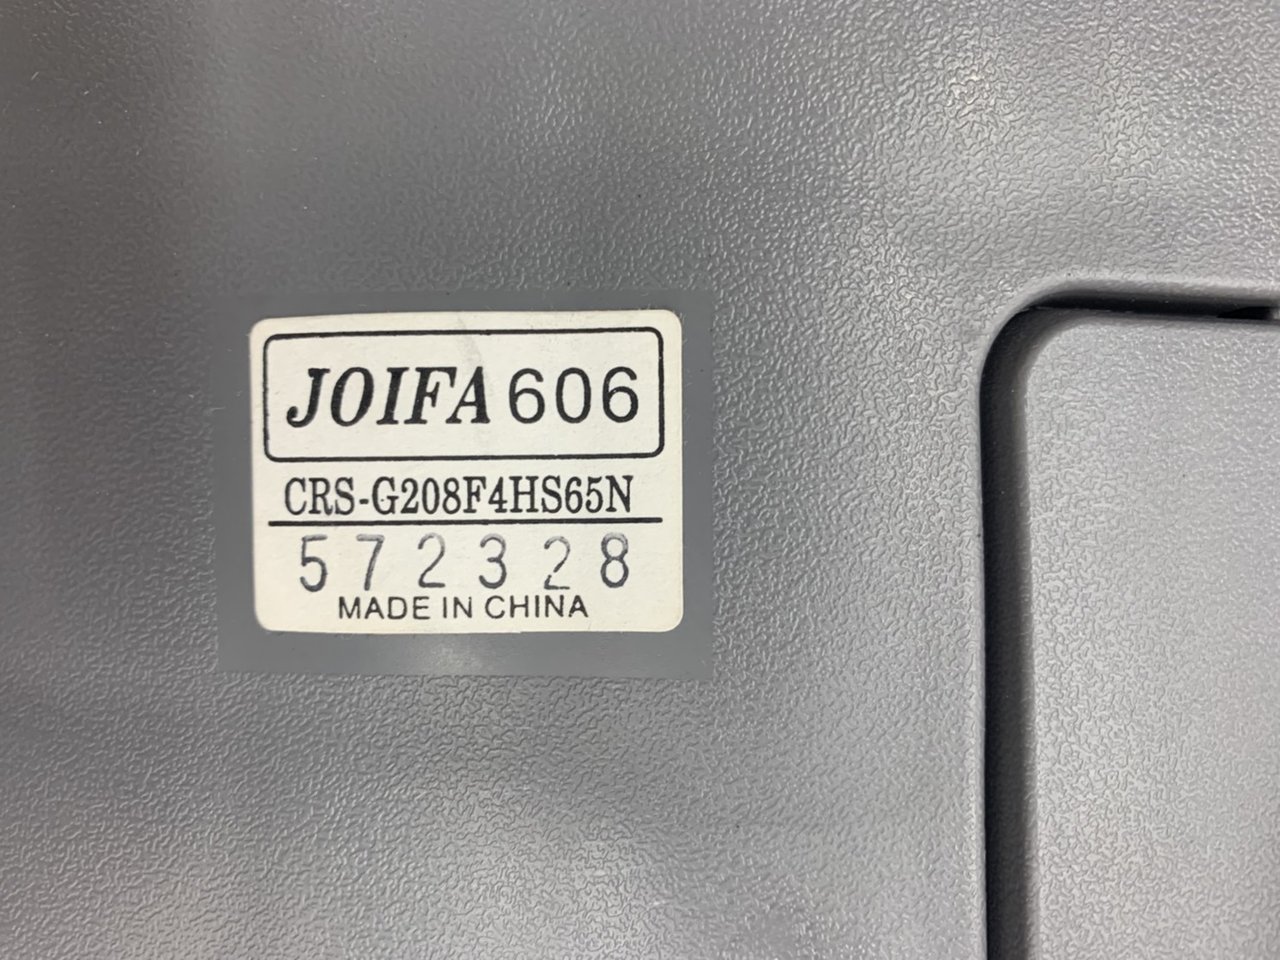 JOIFA 606
CRS-G208F4HS65N
572328
MADE IN CHINA